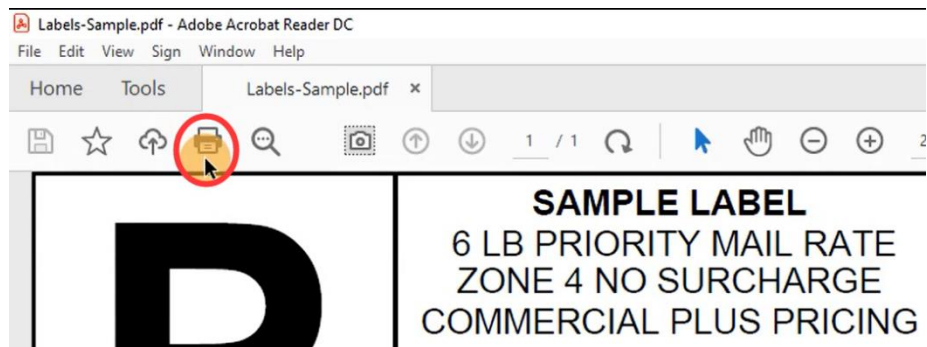 Labels-Sample.pdf - Adobe Acrobat Reader DC
File Edit View Sign Window Help
Home Tools Labels-Sample.pdf ×
1 / 1 2
P
SAMPLE LABEL
6 LB PRIORITY MAIL RATE
ZONE 4 NO SURCHARGE
COMMERCIAL PLUS PRICING